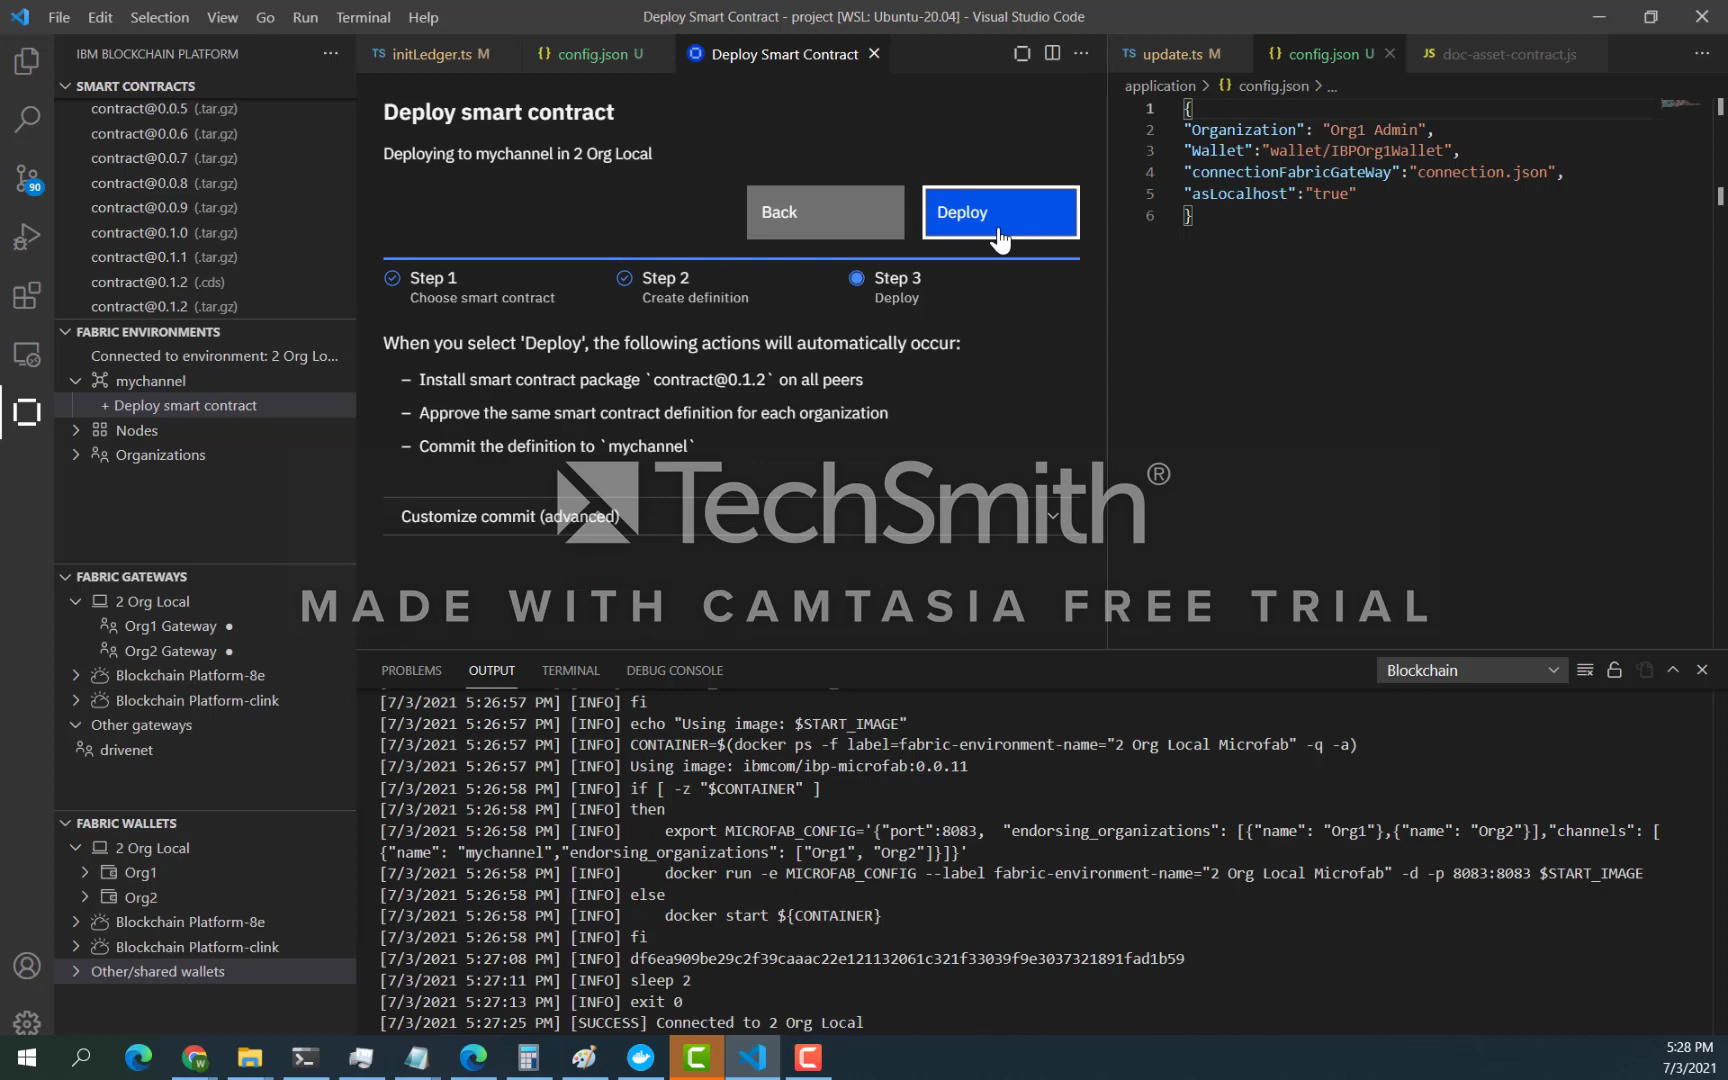 File Edit Selection View Go Run Terminal Help
Deploy Smart Contract - project [WSL: Ubuntu-20.04] - Visual Studio Code
IBM BLOCKCHAIN PLATFORM
SMART CONTRACTS
contract@0.0.5 (.tar.gz)
contract@0.0.6 (.tar.gz)
contract@0.0.7 (.tar.gz)
contract@0.0.8 (.tar.gz)
contract@0.0.9 (.tar.gz)
contract@0.1.0 (.tar.gz)
contract@0.1.1 (.tar.gz)
contract@0.1.2 (.cds)
contract@0.1.2 (.tar.gz)
FABRIC ENVIRONMENTS
Connected to environment: 2 Org Lo...
mychannel
+ Deploy smart contract
Nodes
Organizations
FABRIC GATEWAYS
2 Org Local
Org1 Gateway ●
Org2 Gateway ●
Blockchain Platform-8e
Blockchain Platform-clink
Other gateways
drivenet
FABRIC WALLETS
2 Org Local
Org1
Org2
Blockchain Platform-8e
Blockchain Platform-clink
Other/shared wallets
90
TS initLedger.ts M
{} config.json U
Deploy Smart Contract
Deploy smart contract
Deploying to mychannel in 2 Org Local
Back
Deploy
Step 1
Choose smart contract
Step 2
Create definition
Step 3
Deploy
When you select 'Deploy', the following actions will automatically occur:
– Install smart contract package `contract@0.1.2` on all peers
– Approve the same smart contract definition for each organization
– Commit the definition to `mychannel`
Customize commit (advanced)
TS update.ts M
{} config.json U
JS doc-asset-contract.js
application > {} config.json > ...
1 {
2 "Organization": "Org1 Admin",
3 "Wallet":"wallet/IBPOrg1Wallet",
4 "connectionFabricGateWay":"connection.json",
5 "asLocalhost":"true"
6 }
TechSmith®
MADE WITH CAMTASIA FREE TRIAL
PROBLEMS OUTPUT TERMINAL DEBUG CONSOLE
Blockchain
[7/3/2021 5:26:57 PM] [INFO] fi
[7/3/2021 5:26:57 PM] [INFO] echo "Using image: $START_IMAGE"
[7/3/2021 5:26:57 PM] [INFO] CONTAINER=$(docker ps -f label=fabric-environment-name="2 Org Local Microfab" -q -a)
[7/3/2021 5:26:57 PM] [INFO] Using image: ibmcom/ibp-microfab:0.0.11
[7/3/2021 5:26:58 PM] [INFO] if [ -z "$CONTAINER" ]
[7/3/2021 5:26:58 PM] [INFO] then
[7/3/2021 5:26:58 PM] [INFO] export MICROFAB_CONFIG='{"port":8083, "endorsing_organizations": [{"name": "Org1"},{"name": "Org2"}],"channels": [
{"name": "mychannel","endorsing_organizations": ["Org1", "Org2"]}]}'
[7/3/2021 5:26:58 PM] [INFO] docker run -e MICROFAB_CONFIG --label fabric-environment-name="2 Org Local Microfab" -d -p 8083:8083 $START_IMAGE
[7/3/2021 5:26:58 PM] [INFO] else
[7/3/2021 5:26:58 PM] [INFO] docker start ${CONTAINER}
[7/3/2021 5:26:58 PM] [INFO] fi
[7/3/2021 5:27:08 PM] [INFO] df6ea909be29c2f39caaac22e121132061c321f33039f9e3037321891fad1b59
[7/3/2021 5:27:11 PM] [INFO] sleep 2
[7/3/2021 5:27:13 PM] [INFO] exit 0
[7/3/2021 5:27:25 PM] [SUCCESS] Connected to 2 Org Local
5:28 PM
7/3/2021